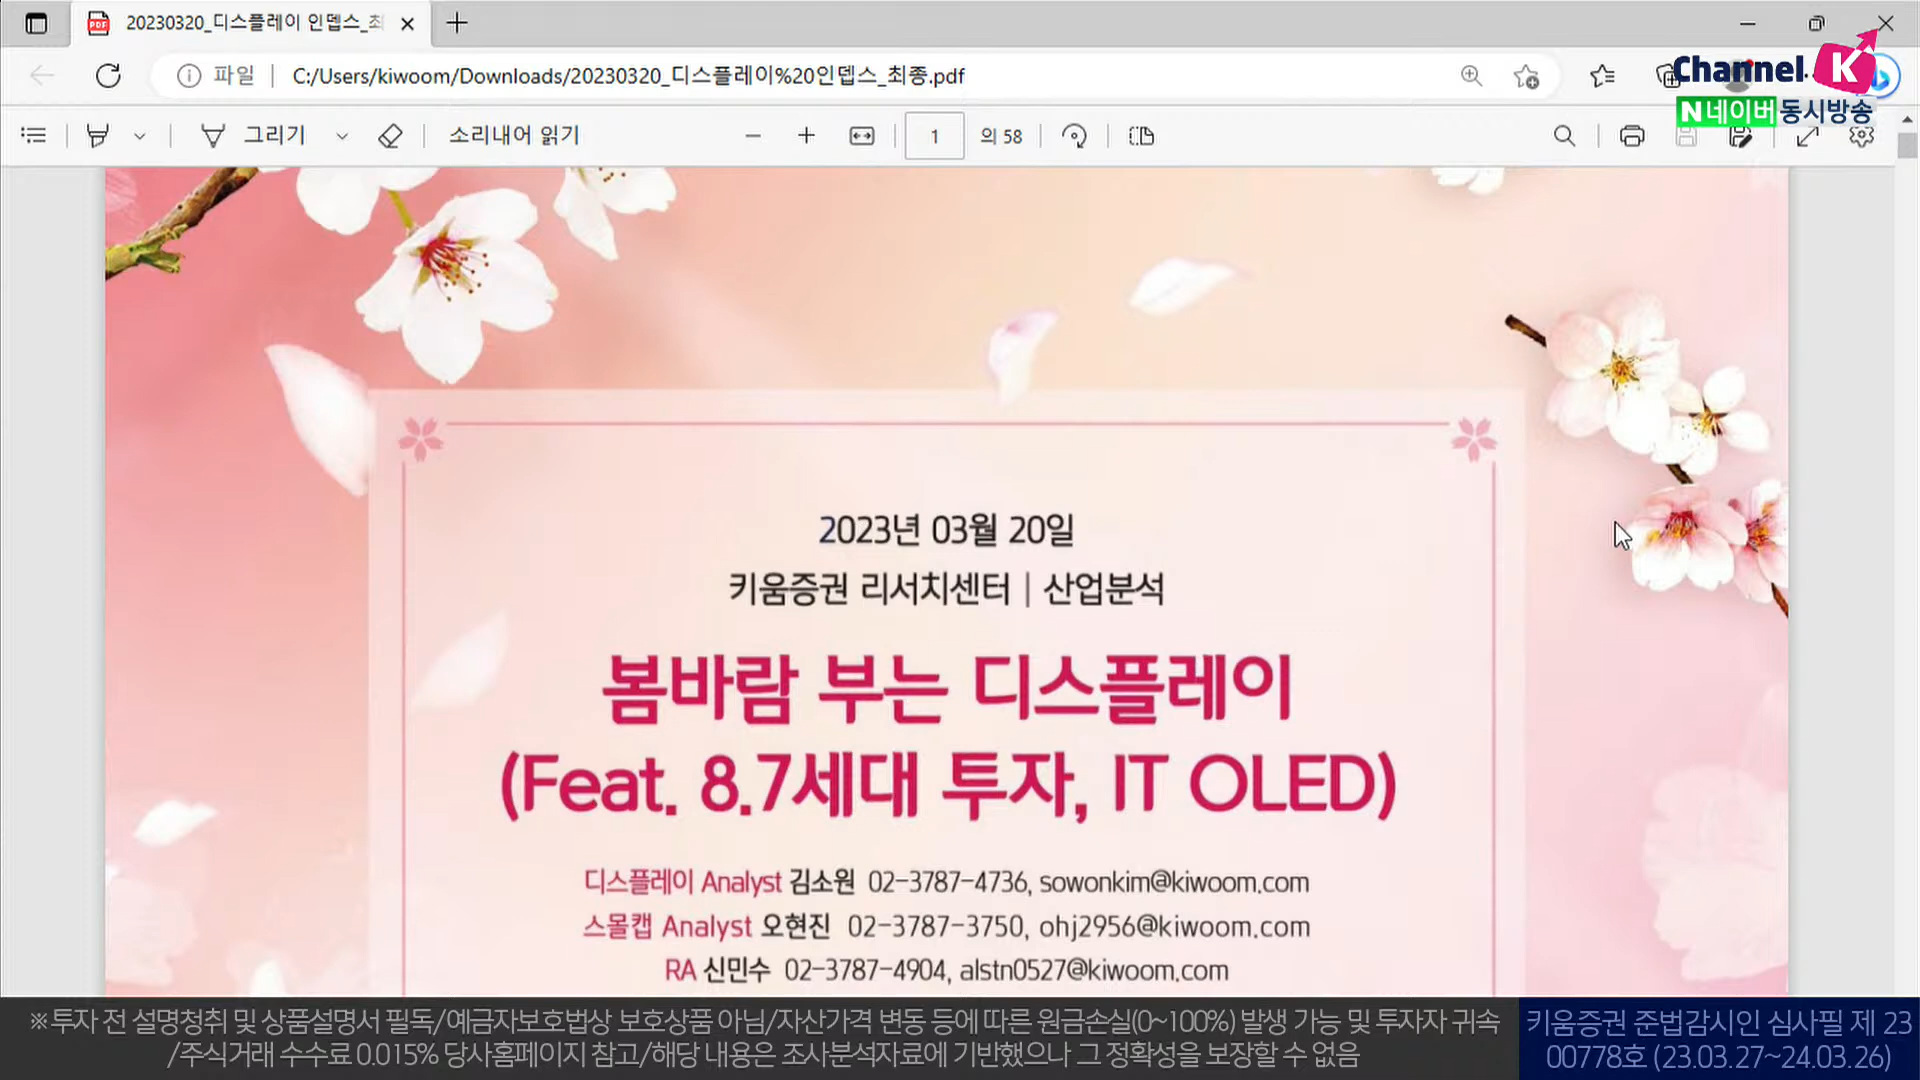 20230320_디스플레이 인뎁스_최
파일
C:/Users/kiwoom/Downloads/20230320_디스플레이%20인뎁스_최종.pdf
Channel K
N 네이버 동시방송
그리기
소리내어 읽기
1 의 58
2023년 03월 20일
키움증권 리서치센터 | 산업분석
봄바람 부는 디스플레이
(Feat. 8.7세대 투자, IT OLED)
디스플레이 Analyst 김소원 02-3787-4736, sowonkim@kiwoom.com
스몰캡 Analyst 오현진 02-3787-3750, ohj2956@kiwoom.com
RA 신민수 02-3787-4904, alstn0527@kiwoom.com
※투자 전 설명청취 및 상품설명서 필독/예금자보호법상 보호상품 아님/자산가격 변동 등에 따른 원금손실(0~100%) 발생 가능 및 투자자 귀속
/주식거래 수수료 0.015% 당사홈페이지 참고/해당 내용은 조사분석자료에 기반했으나 그 정확성을 보장할 수 없음
키움증권 준법감시인 심사필 제 23
00778호 (23.03.27~24.03.26)